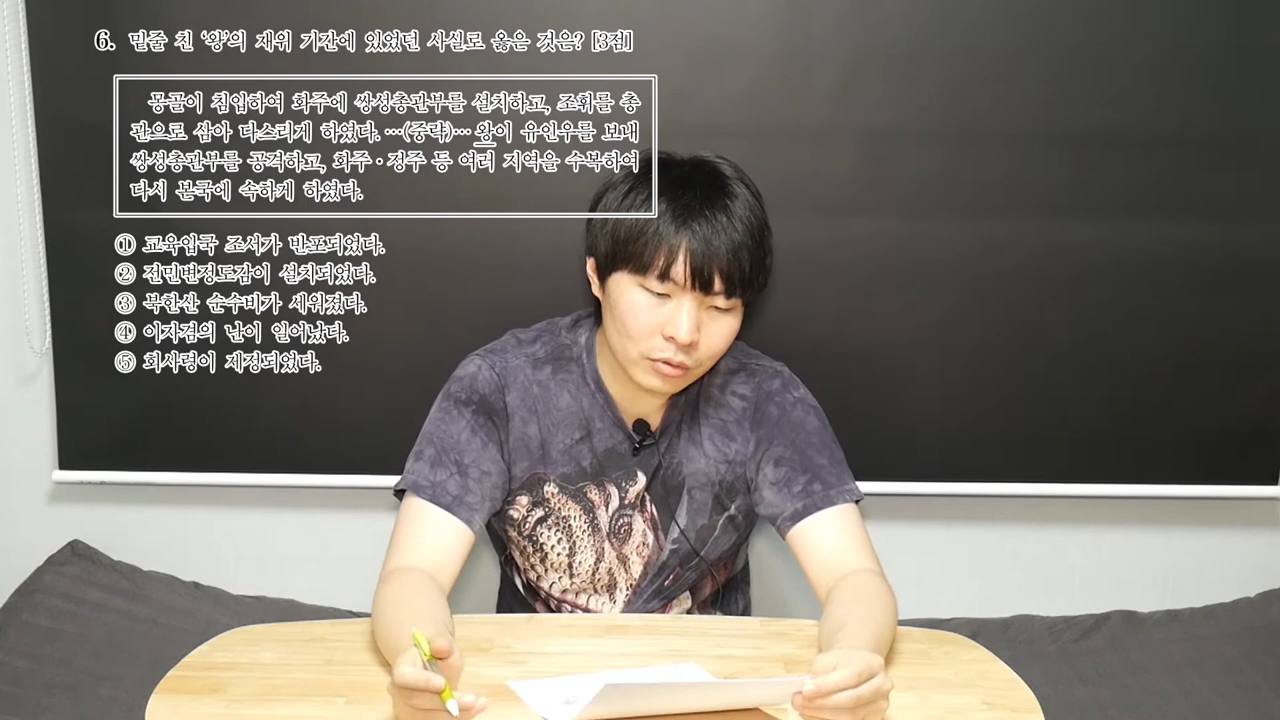 6. 밑줄 친 ‘왕’의 재위 기간에 있었던 사실로 옳은 것은? [3점]
몽골이 침입하여 화주에 쌍성총관부를 설치하고, 조휘를 총
관으로 삼아 다스리게 하였다. …(중략)… 왕이 유인우를 보내
쌍성총관부를 공격하고, 화주·정주 등 여러 지역을 수복하여
다시 본국에 속하게 하였다.
① 교육입국 조서가 반포되었다.
② 전민변정도감이 설치되었다.
③ 북한산 순수비가 세워졌다.
④ 이자겸의 난이 일어났다.
⑤ 회사령이 제정되었다.